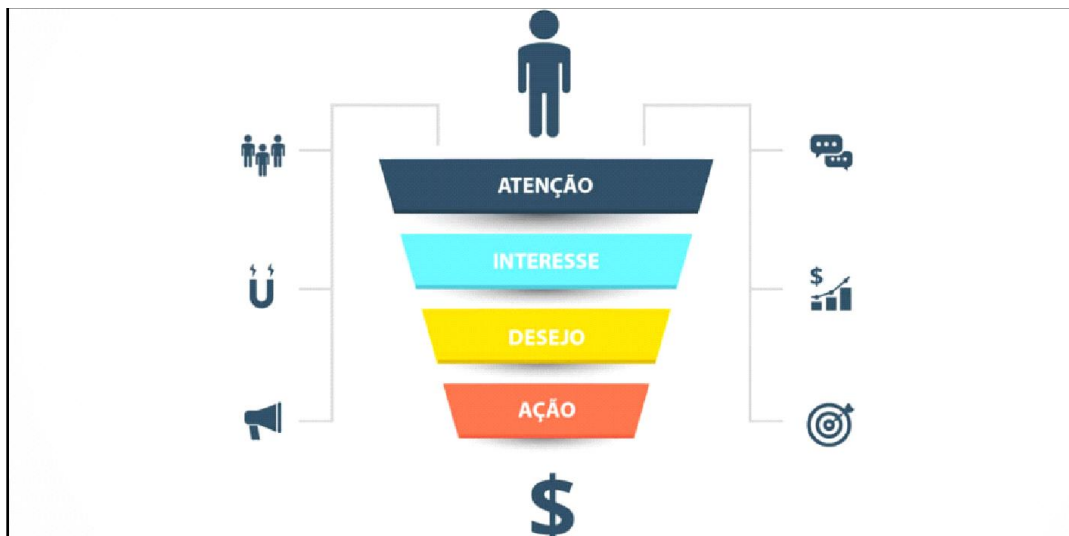 ATENÇÃO
INTERESSE
DESEJO
AÇÃO
$
$